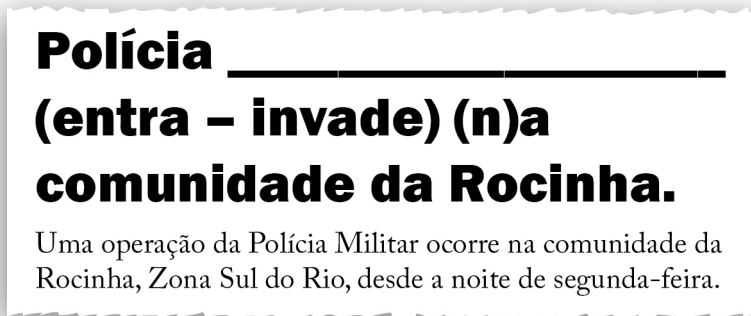 Polícia ____________________
(entra – invade) (n)a
comunidade da Rocinha.
Uma operação da Polícia Militar ocorre na comunidade da
Rocinha, Zona Sul do Rio, desde a noite de segunda-feira.